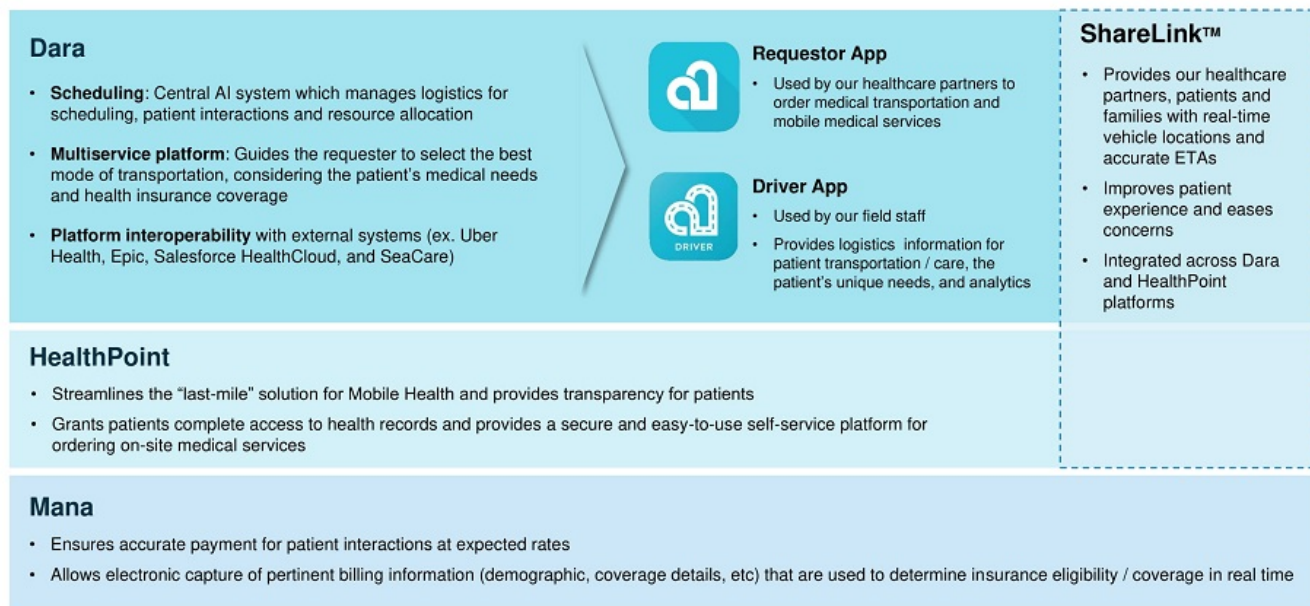 Dara
• Scheduling: Central AI system which manages logistics for
scheduling, patient interactions and resource allocation
• Multiservice platform: Guides the requester to select the best
mode of transportation, considering the patient's medical needs
and health insurance coverage
• Platform interoperability with external systems (ex. Uber
Health, Epic, Salesforce HealthCloud, and SeaCare)
Requestor App
• Used by our healthcare partners to
order medical transportation and
mobile medical services
DRIVER
Driver App
• Used by our field staff
• Provides logistics information for
patient transportation / care, the
patient's unique needs, and analytics
ShareLink™
• Provides our healthcare
partners, patients and
families with real-time
vehicle locations and
accurate ETAs
• Improves patient
experience and eases
concerns
• Integrated across Dara
and HealthPoint
platforms
HealthPoint
• Streamlines the “last-mile” solution for Mobile Health and provides transparency for patients
• Grants patients complete access to health records and provides a secure and easy-to-use self-service platform for
ordering on-site medical services
Mana
• Ensures accurate payment for patient interactions at expected rates
• Allows electronic capture of pertinent billing information (demographic, coverage details, etc) that are used to determine insurance eligibility / coverage in real time